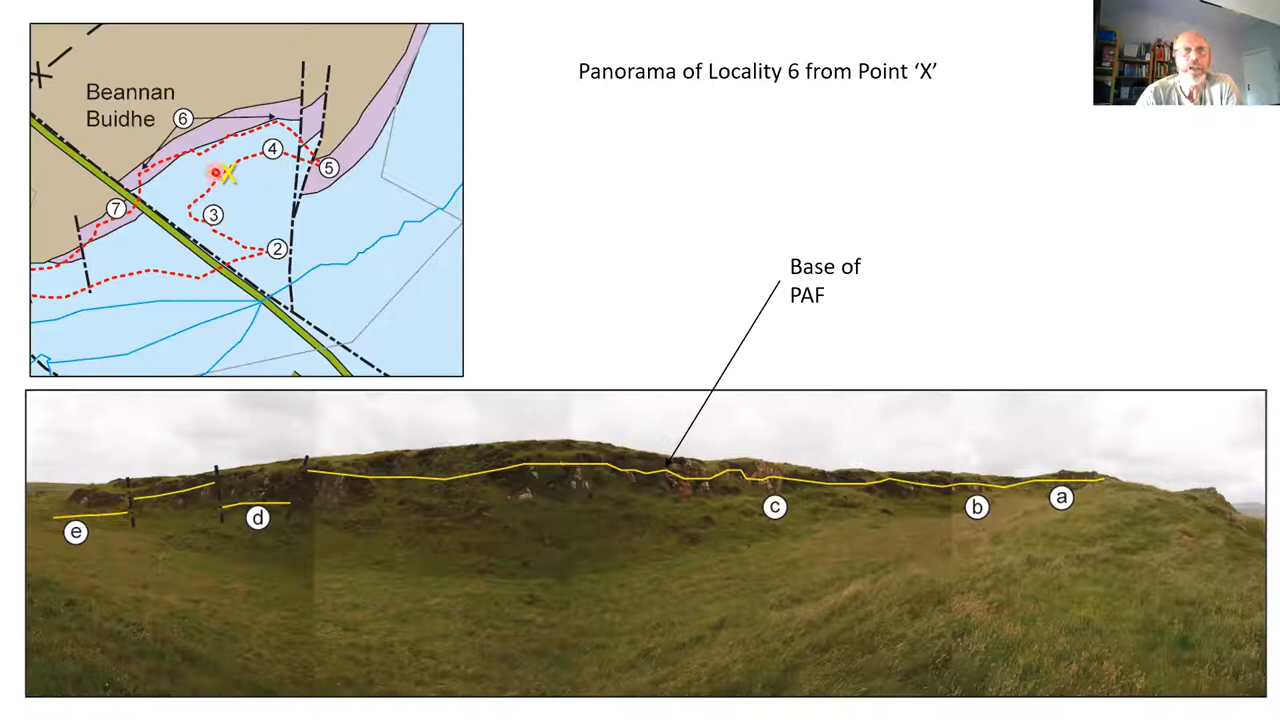 Panorama of Locality 6 from Point ‘X’
Beannan
Buidhe
6
4
5
X
7
3
2
Base of
PAF
e
d
c
b
a